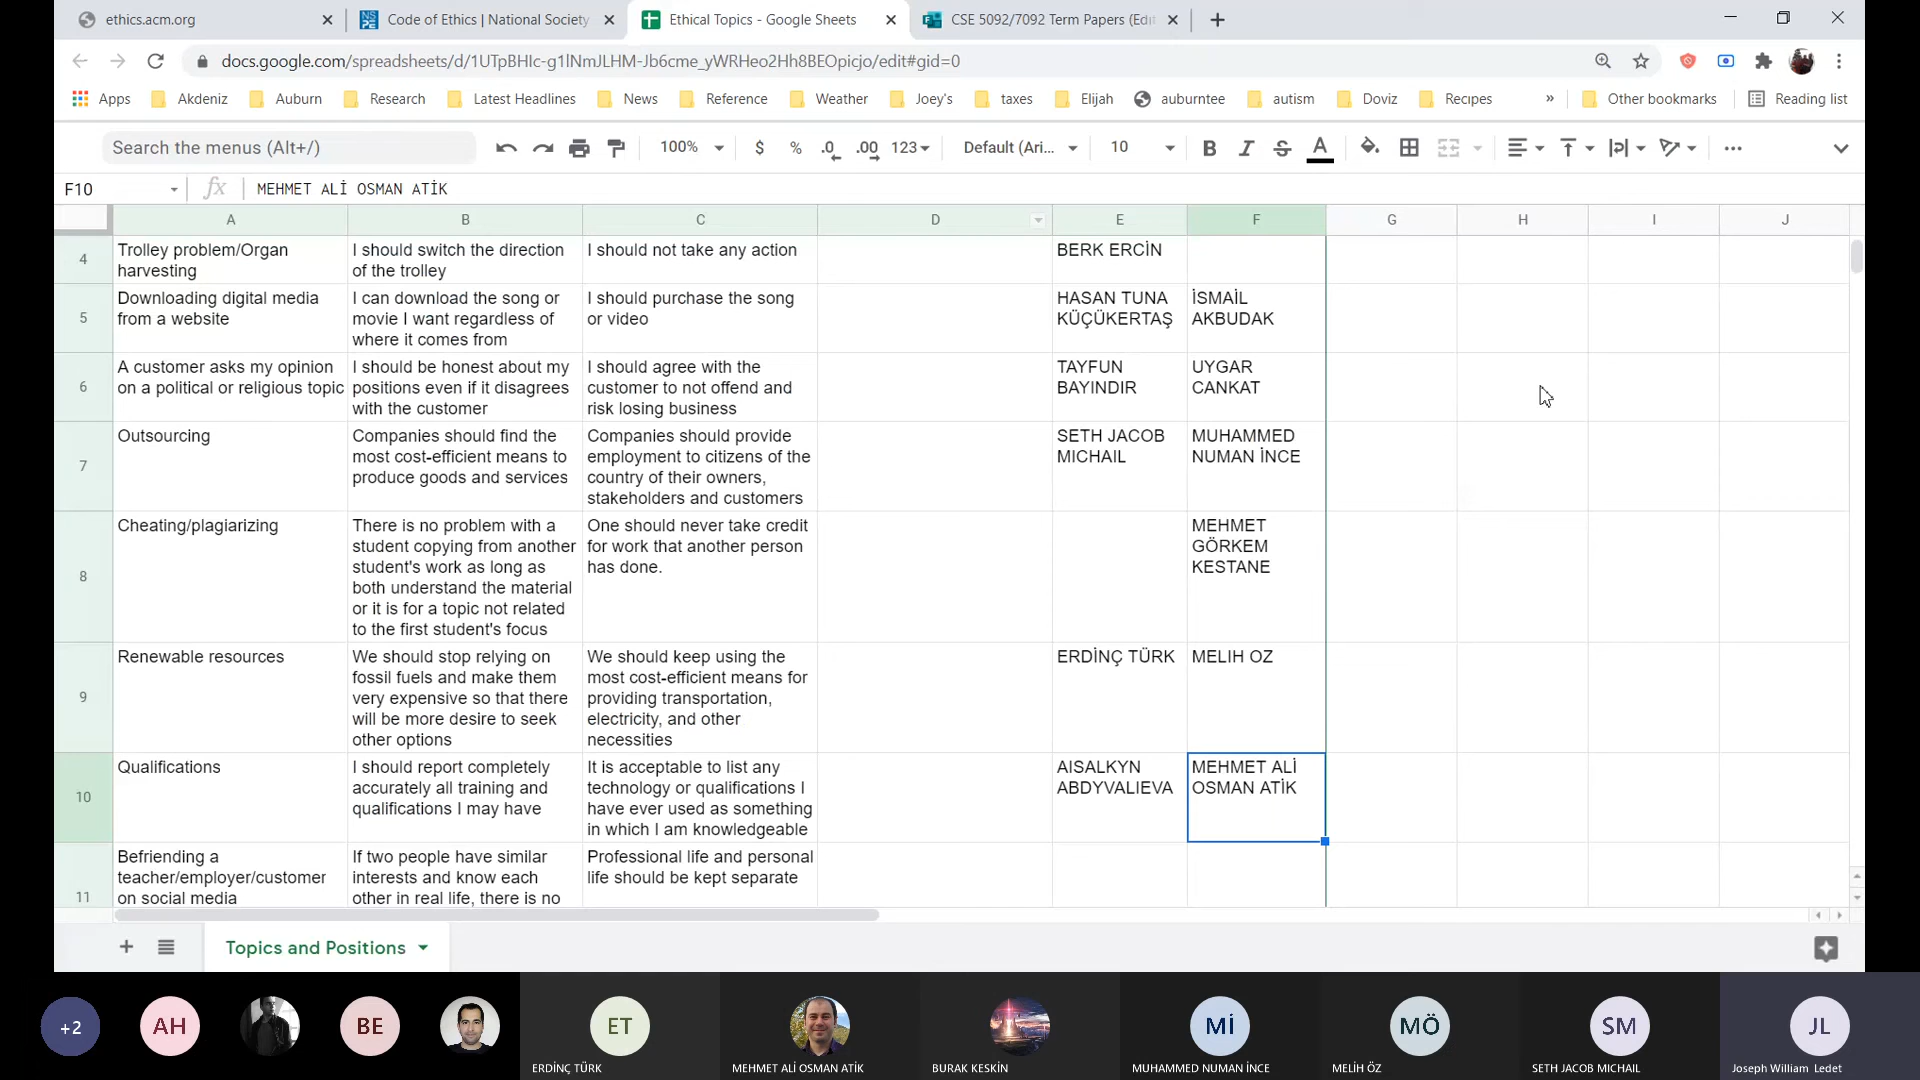 ethics.acm.org
Code of Ethics | National Society
Ethical Topics - Google Sheets
CSE 5092/7092 Term Papers (Edi
docs.google.com/spreadsheets/d/1UTpBHIc-g1lNmJLHM-Jb6cme_yWRHeo2Hh8BEOpicjo/edit#gid=0
Apps
Akdeniz
Auburn
Research
Latest Headlines
News
Reference
Weather
Joey's
taxes
Elijah
auburntee
autism
Doviz
Recipes
»
Other bookmarks
Reading list
Search the menus (Alt+/)
100%
$
%
.0
.00
123
Default (Ari...
10
B
I
S
A
F10
fx
MEHMET ALİ OSMAN ATİK
A
B
C
D
E
F
G
H
I
J
4
Trolley problem/Organ
harvesting
I should switch the direction
of the trolley
I should not take any action
BERK ERCİN
5
Downloading digital media
from a website
I can download the song or
movie I want regardless of
where it comes from
I should purchase the song
or video
HASAN TUNA
KÜÇÜKERTAŞ
İSMAİL
AKBUDAK
6
A customer asks my opinion
on a political or religious topic
I should be honest about my
positions even if it disagrees
with the customer
I should agree with the
customer to not offend and
risk losing business
TAYFUN
BAYINDIR
UYGAR
CANKAT
7
Outsourcing
Companies should find the
most cost-efficient means to
produce goods and services
Companies should provide
employment to citizens of the
country of their owners,
stakeholders and customers
SETH JACOB
MICHAIL
MUHAMMED
NUMAN İNCE
8
Cheating/plagiarizing
There is no problem with a
student copying from another
student's work as long as
both understand the material
or it is for a topic not related
to the first student's focus
One should never take credit
for work that another person
has done.
MEHMET
GÖRKEM
KESTANE
9
Renewable resources
We should stop relying on
fossil fuels and make them
very expensive so that there
will be more desire to seek
other options
We should keep using the
most cost-efficient means for
providing transportation,
electricity, and other
necessities
ERDİNÇ TÜRK
MELIH OZ
10
Qualifications
I should report completely
accurately all training and
qualifications I may have
It is acceptable to list any
technology or qualifications I
have ever used as something
in which I am knowledgeable
AISALKYN
ABDYVALIEVA
MEHMET ALİ
OSMAN ATİK
11
Befriending a
teacher/employer/customer
on social media
If two people have similar
interests and know each
other in real life, there is no
Professional life and personal
life should be kept separate
Topics and Positions
+2
AH
BE
ET
ERDİNÇ TÜRK
MEHMET ALİ OSMAN ATİK
BURAK KESKİN
Mİ
MUHAMMED NUMAN İNCE
MÖ
MELİH ÖZ
SM
SETH JACOB MICHAIL
JL
Joseph William Ledet